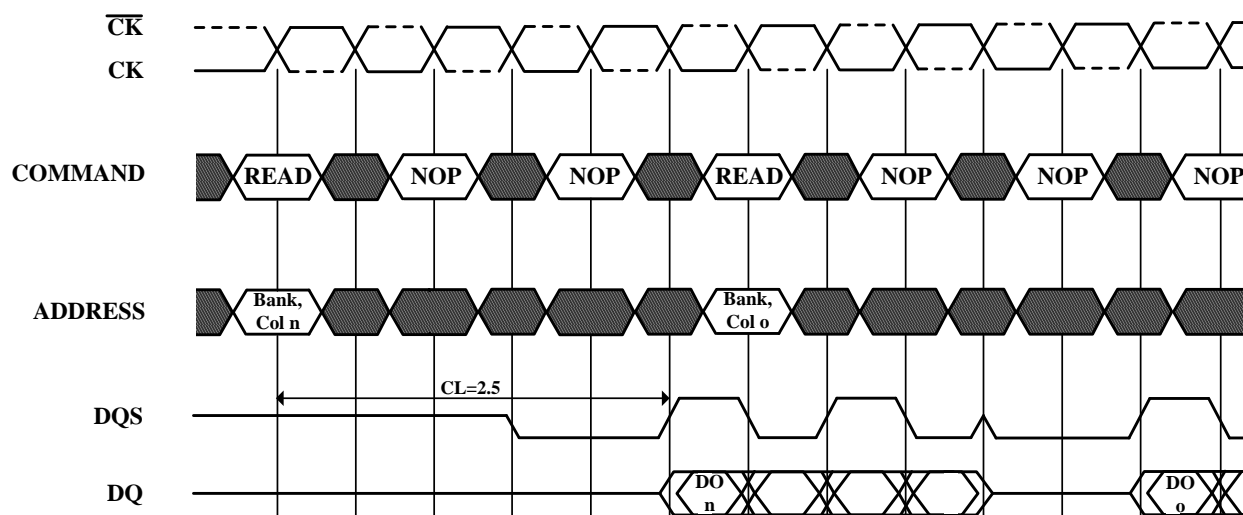 CK
CK
COMMAND
READ NOP NOP READ NOP NOP NOP
ADDRESS
Bank,
Col n
Bank,
Col o
CL=2.5
DQS
DQ
DO
n
DO
o